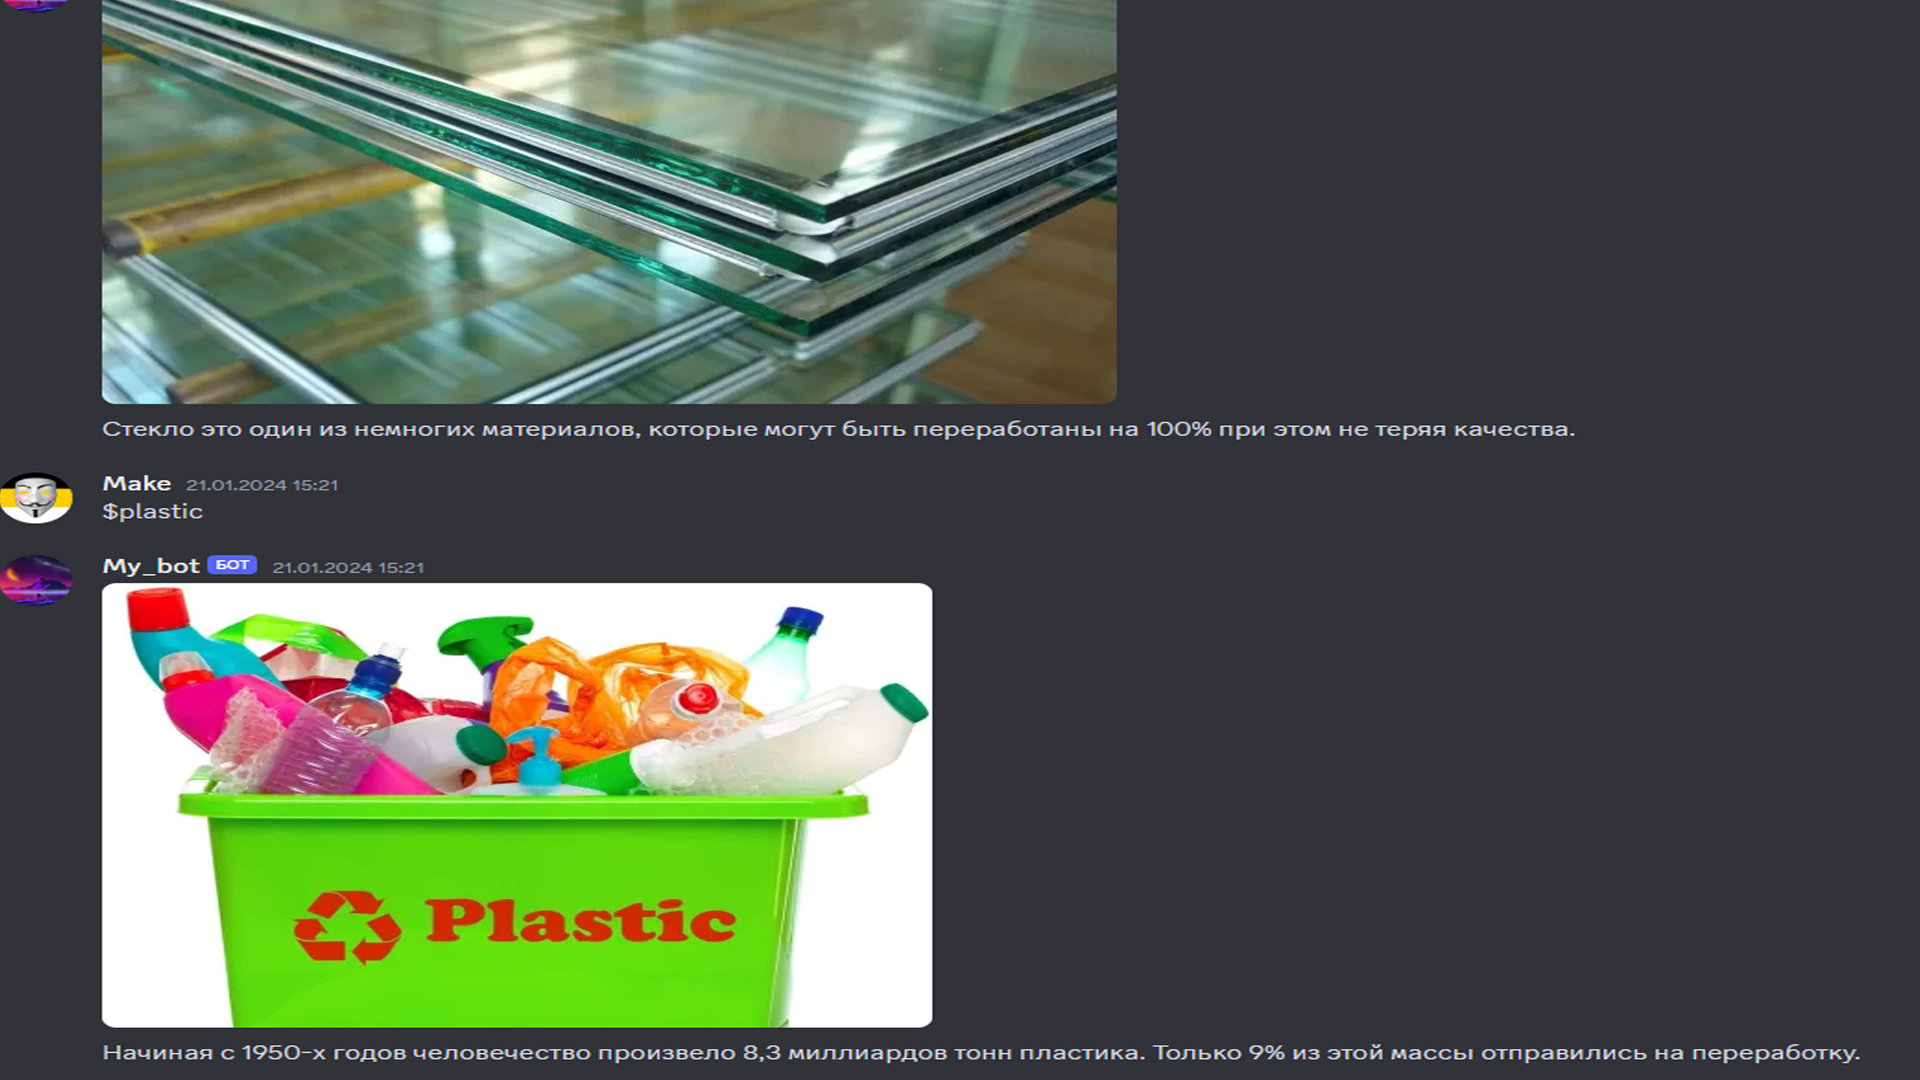 Стекло это один из немногих материалов, которые могут быть переработаны на 100% при этом не теряя качества.
Make 21.01.2024 15:21
$plastic
My_bot БОТ 21.01.2024 15:21
Plastic
Начиная с 1950-х годов человечество произвело 8,3 миллиардов тонн пластика. Только 9% из этой массы отправились на переработку.